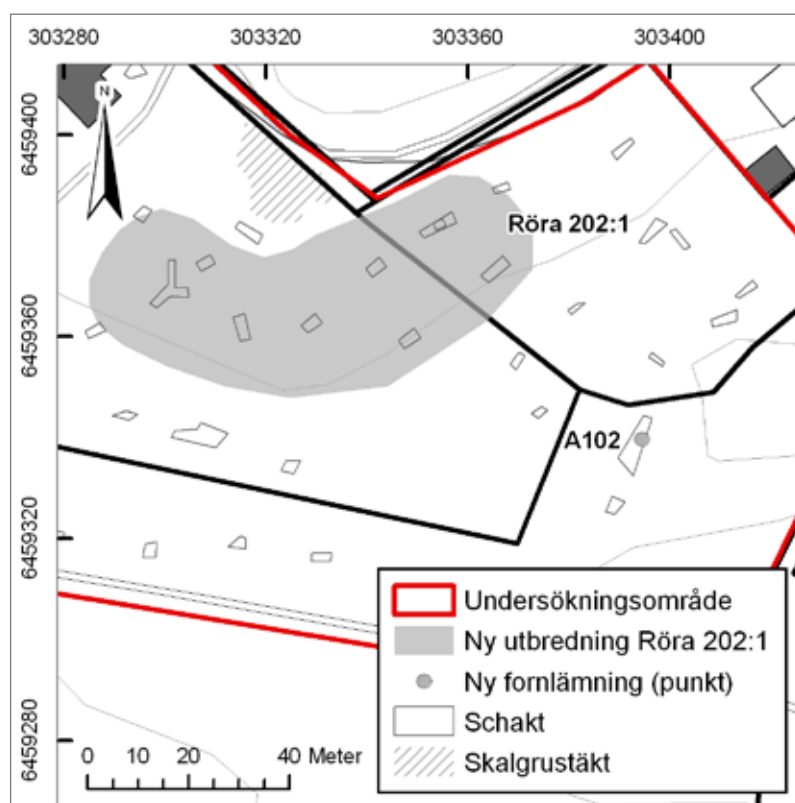 303280 303320 303360 303400
N
6459400
Röra 202:1
6459360
A102
6459320
Undersökningsområde
Ny utbredning Röra 202:1
Ny fornlämning (punkt)
Schakt
Skalgrustäkt
6459280
0 10 20 40 Meter